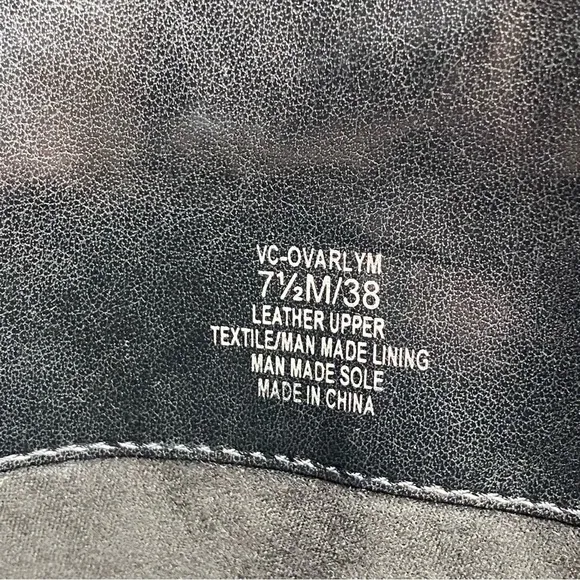 VC-OVARLYM
7½M/38
LEATHER UPPER
TEXTILE/MAN MADE LINING
MAN MADE SOLE
MADE IN CHINA